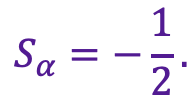 S_α = −1/2.